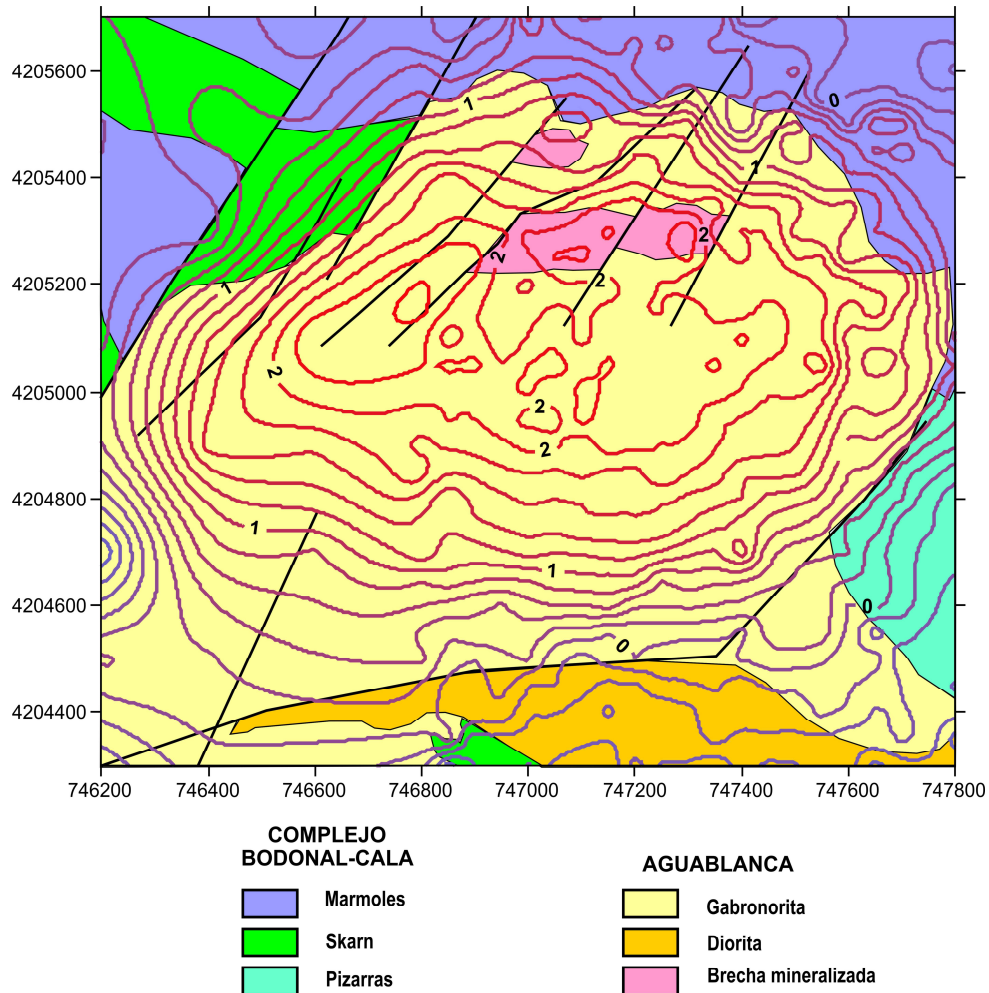 4205600
4205400
4205200
4205000
4204800
4204600
4204400
1
0
1
2
2
1
2
2
2
2
1
1
0
0
746200 746400 746600 746800 747000 747200 747400 747600 747800
COMPLEJO
BODONAL-CALA
Marmoles
Skarn
Pizarras
AGUABLANCA
Gabronorita
Diorita
Brecha mineralizada